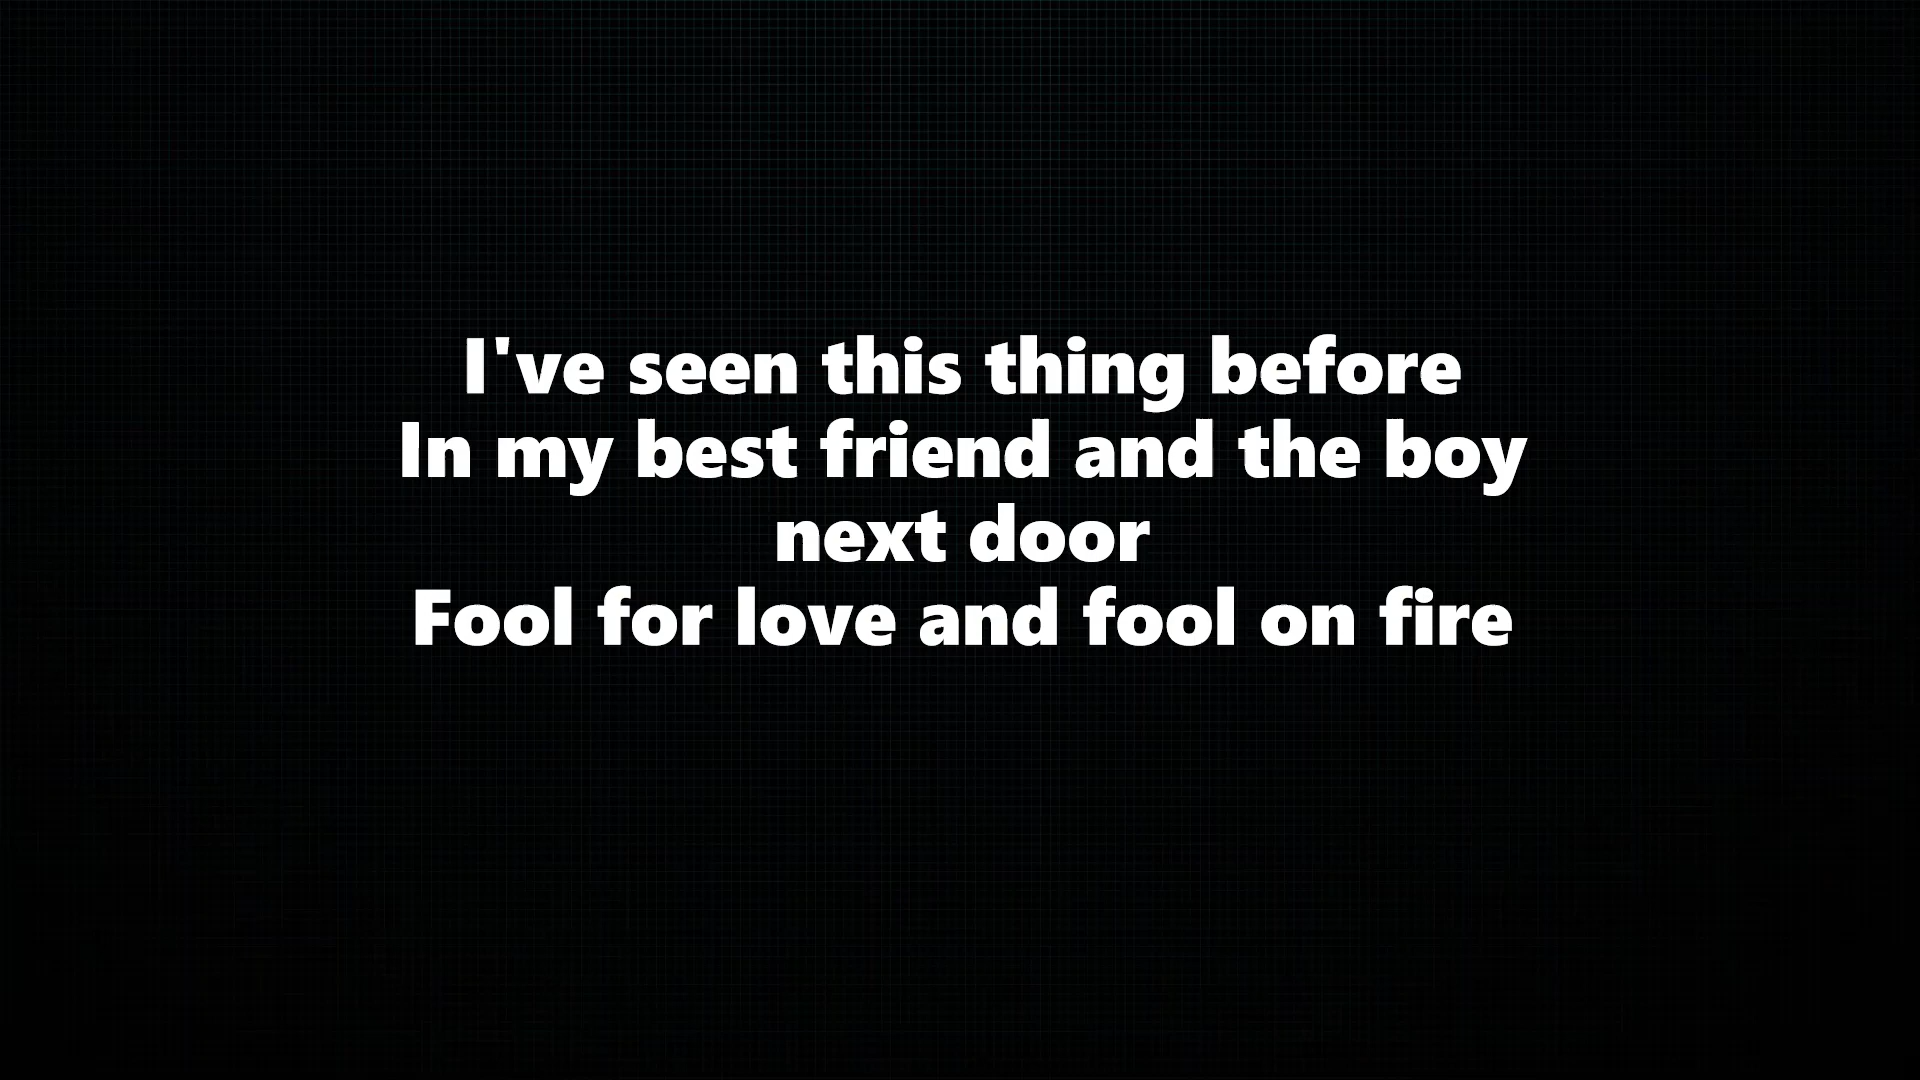 I've seen this thing before
In my best friend and the boy
next door
Fool for love and fool on fire